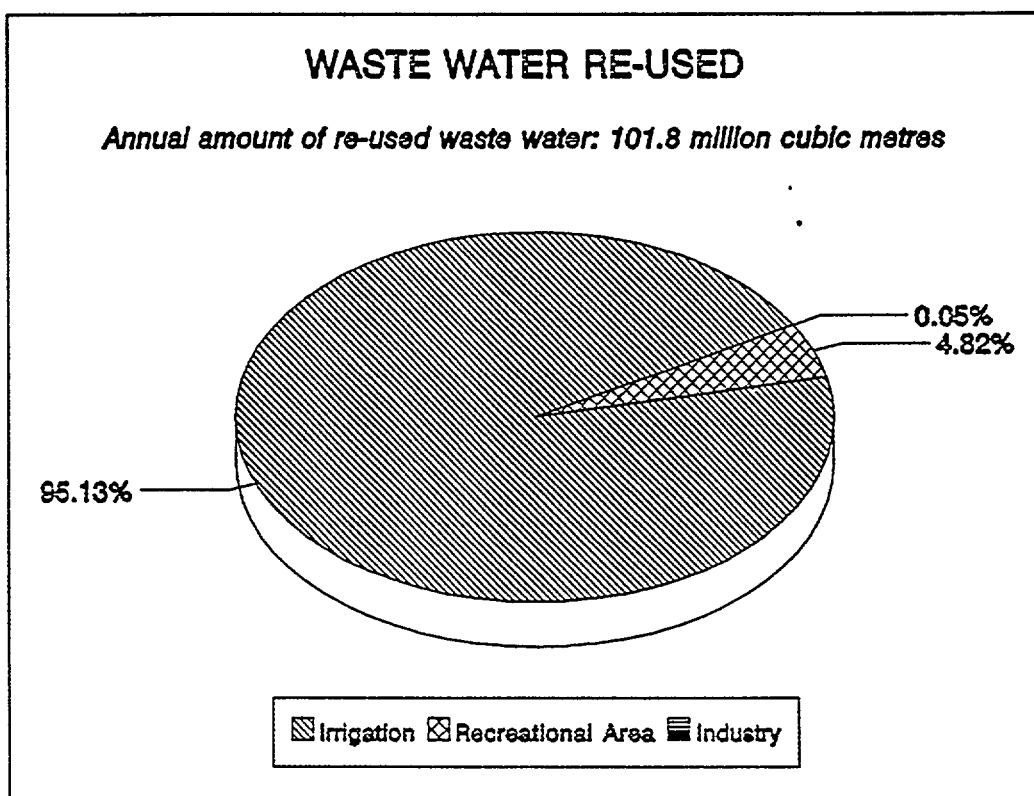 WASTE WATER RE-USED
Annual amount of re-used waste water: 101.8 million cubic metres
0.05%
4.82%
95.13%
Irrigation Recreational Area Industry